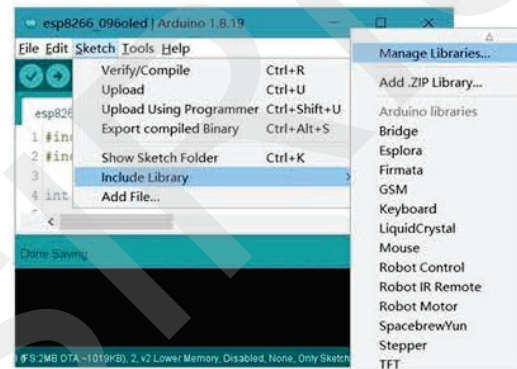 esp8266_096oled | Arduino 1.8.19
File Edit Sketch Tools Help
Verify/Compile Ctrl+R
Upload Ctrl+U
Upload Using Programmer Ctrl+Shift+U
Export compiled Binary Ctrl+Alt+S
Show Sketch Folder Ctrl+K
Include Library
Add File...
Manage Libraries...
Add .ZIP Library...
Arduino libraries
Bridge
Esplora
Firmata
GSM
Keyboard
LiquidCrystal
Mouse
Robot Control
Robot IR Remote
Robot Motor
SpacebrewYun
Stepper
TFT
esp826
1 #in
2 #in
3
4 int
Done Saving
(FS:2MB OTA:~1019KB), 2, v2 Lower Memory, Disabled, None, Only Sketch